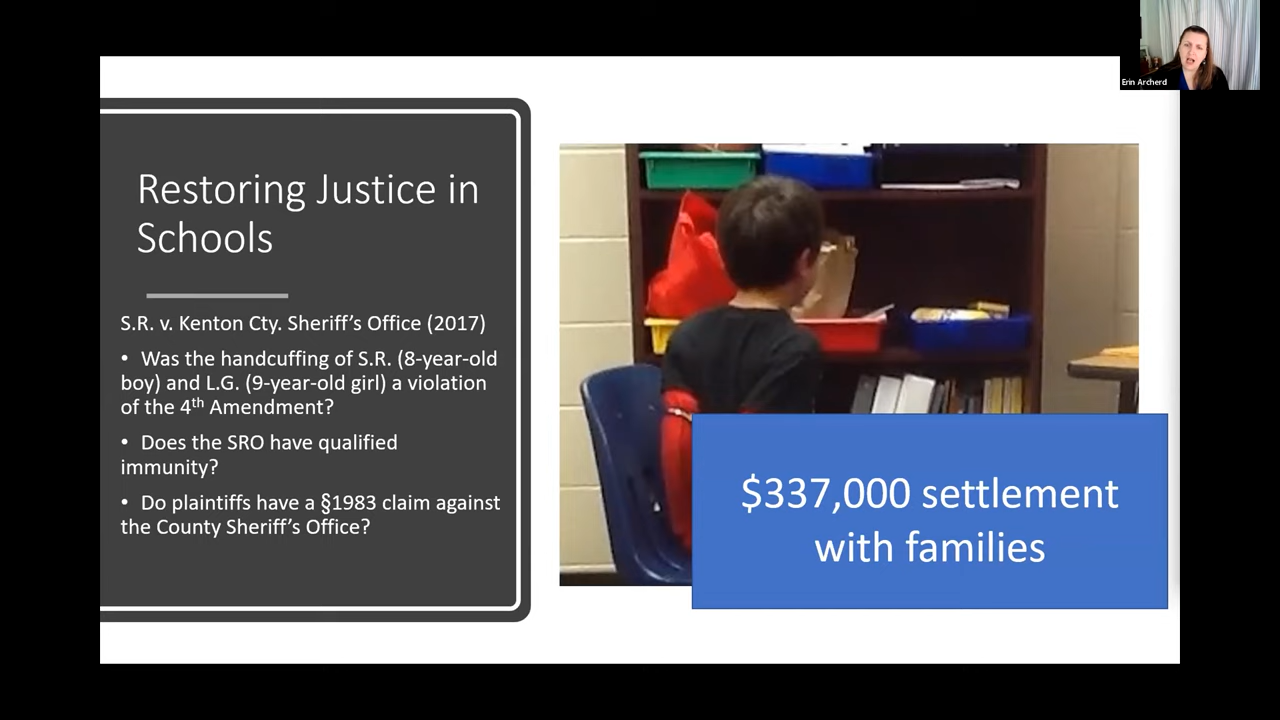 Erin Archerd
Restoring Justice in
Schools
S.R. v. Kenton Cty. Sheriff’s Office (2017)
• Was the handcuffing of S.R. (8-year-old
boy) and L.G. (9-year-old girl) a violation
of the 4th Amendment?
• Does the SRO have qualified
immunity?
• Do plaintiffs have a §1983 claim against
the County Sheriff’s Office?
$337,000 settlement
with families